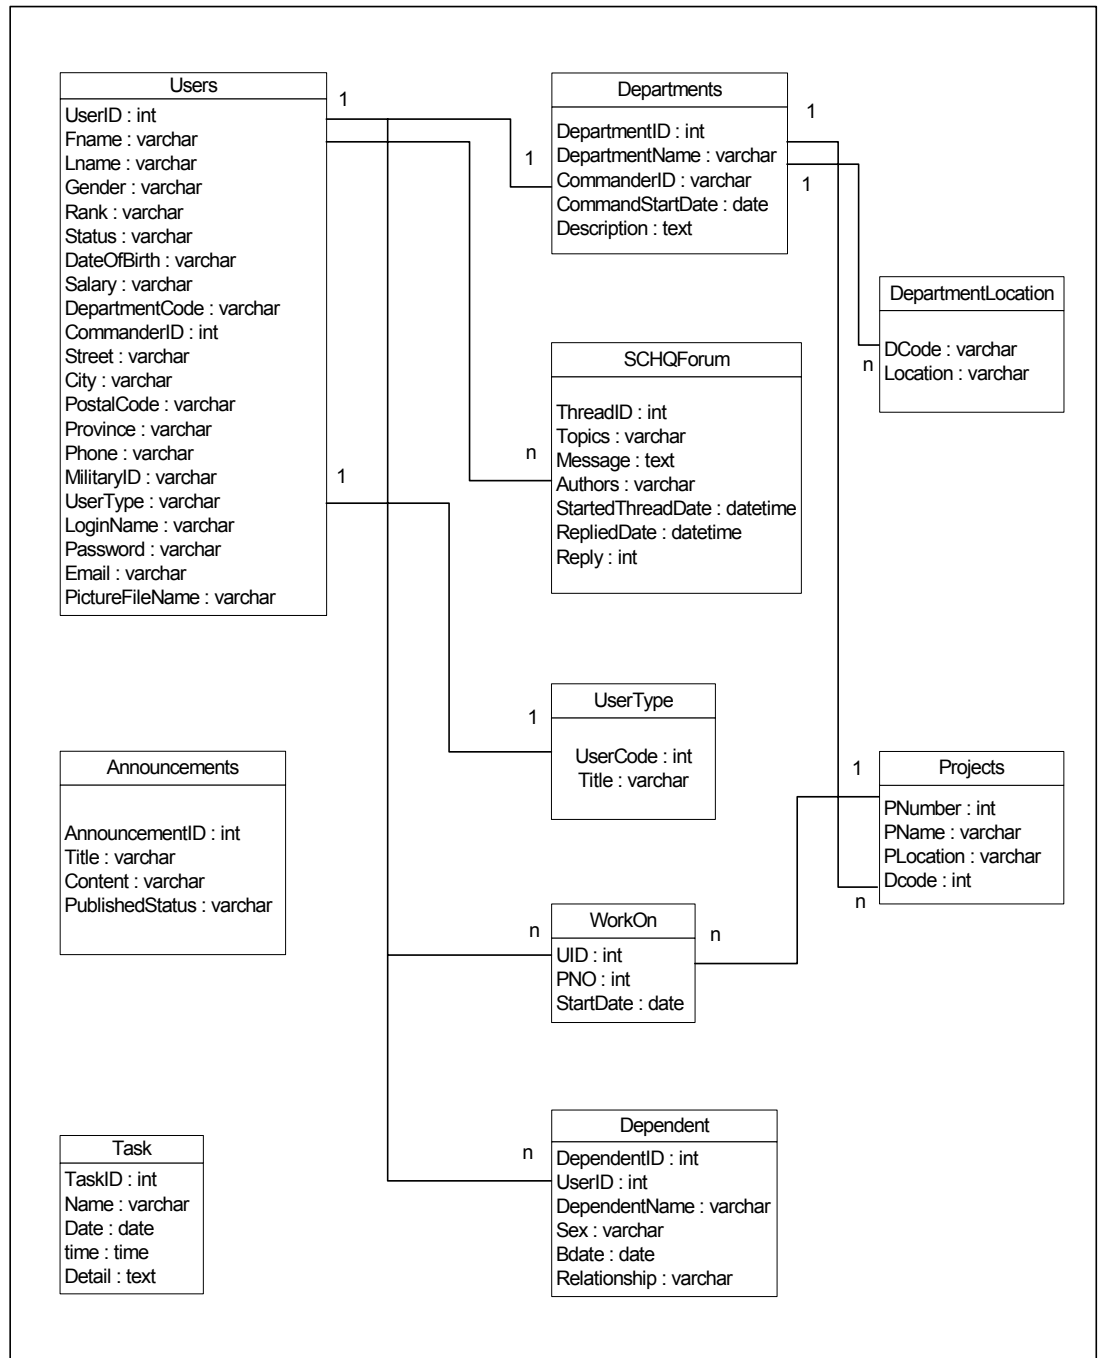 Users
UserID : int
Fname : varchar
Lname : varchar
Gender : varchar
Rank : varchar
Status : varchar
DateOfBirth : varchar
Salary : varchar
DepartmentCode : varchar
CommanderID : int
Street : varchar
City : varchar
PostalCode : varchar
Province : varchar
Phone : varchar
MilitaryID : varchar
UserType : varchar
LoginName : varchar
Password : varchar
Email : varchar
PictureFileName : varchar
1
1
1
Departments
DepartmentID : int
DepartmentName : varchar
CommanderID : varchar
CommandStartDate : date
Description : text
1
1
DepartmentLocation
DCode : varchar
Location : varchar
n
SCHQForum
ThreadID : int
Topics : varchar
Message : text
Authors : varchar
StartedThreadDate : datetime
RepliedDate : datetime
Reply : int
n
UserType
UserCode : int
Title : varchar
1
Announcements
AnnouncementID : int
Title : varchar
Content : varchar
PublishedStatus : varchar
Projects
PNumber : int
PName : varchar
PLocation : varchar
Dcode : int
1
n
WorkOn
UID : int
PNO : int
StartDate : date
n
n
Task
TaskID : int
Name : varchar
Date : date
time : time
Detail : text
Dependent
DependentID : int
UserID : int
DependentName : varchar
Sex : varchar
Bdate : date
Relationship : varchar
n